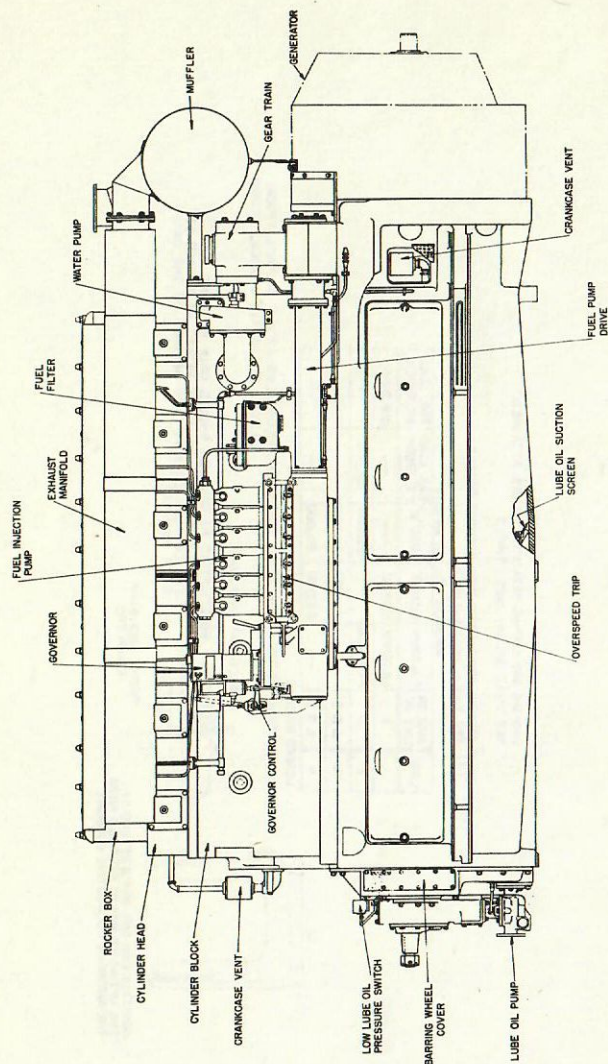 MUFFLER
GENERATOR
GEAR TRAIN
WATER PUMP
CRANKCASE VENT
FUEL
FILTER
FUEL PUMP
DRIVE
EXHAUST
MANIFOLD
LUBE OIL SUCTION
SCREEN
FUEL INJECTION
PUMP
OVERSPEED TRIP
GOVERNOR
GOVERNOR CONTROL
ROCKER BOX
CYLINDER HEAD
CYLINDER BLOCK
CRANKCASE VENT
LOW LUBE OIL
PRESSURE SWITCH
BARRING WHEEL
COVER
LUBE OIL PUMP